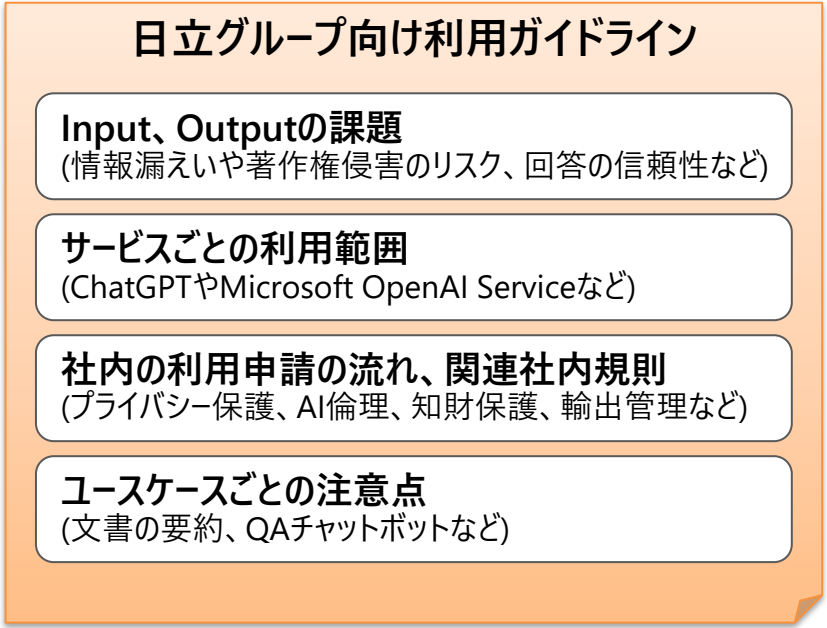 日立グループ向け利用ガイドライン
Input、Outputの課題
(情報漏えいや著作権侵害のリスク、回答の信頼性など)
サービスごとの利用範囲
(ChatGPTやMicrosoft OpenAI Serviceなど)
社内の利用申請の流れ、関連社内規則
(プライバシー保護、AI倫理、知財保護、輸出管理など)
ユースケースごとの注意点
(文書の要約、QAチャットボットなど)